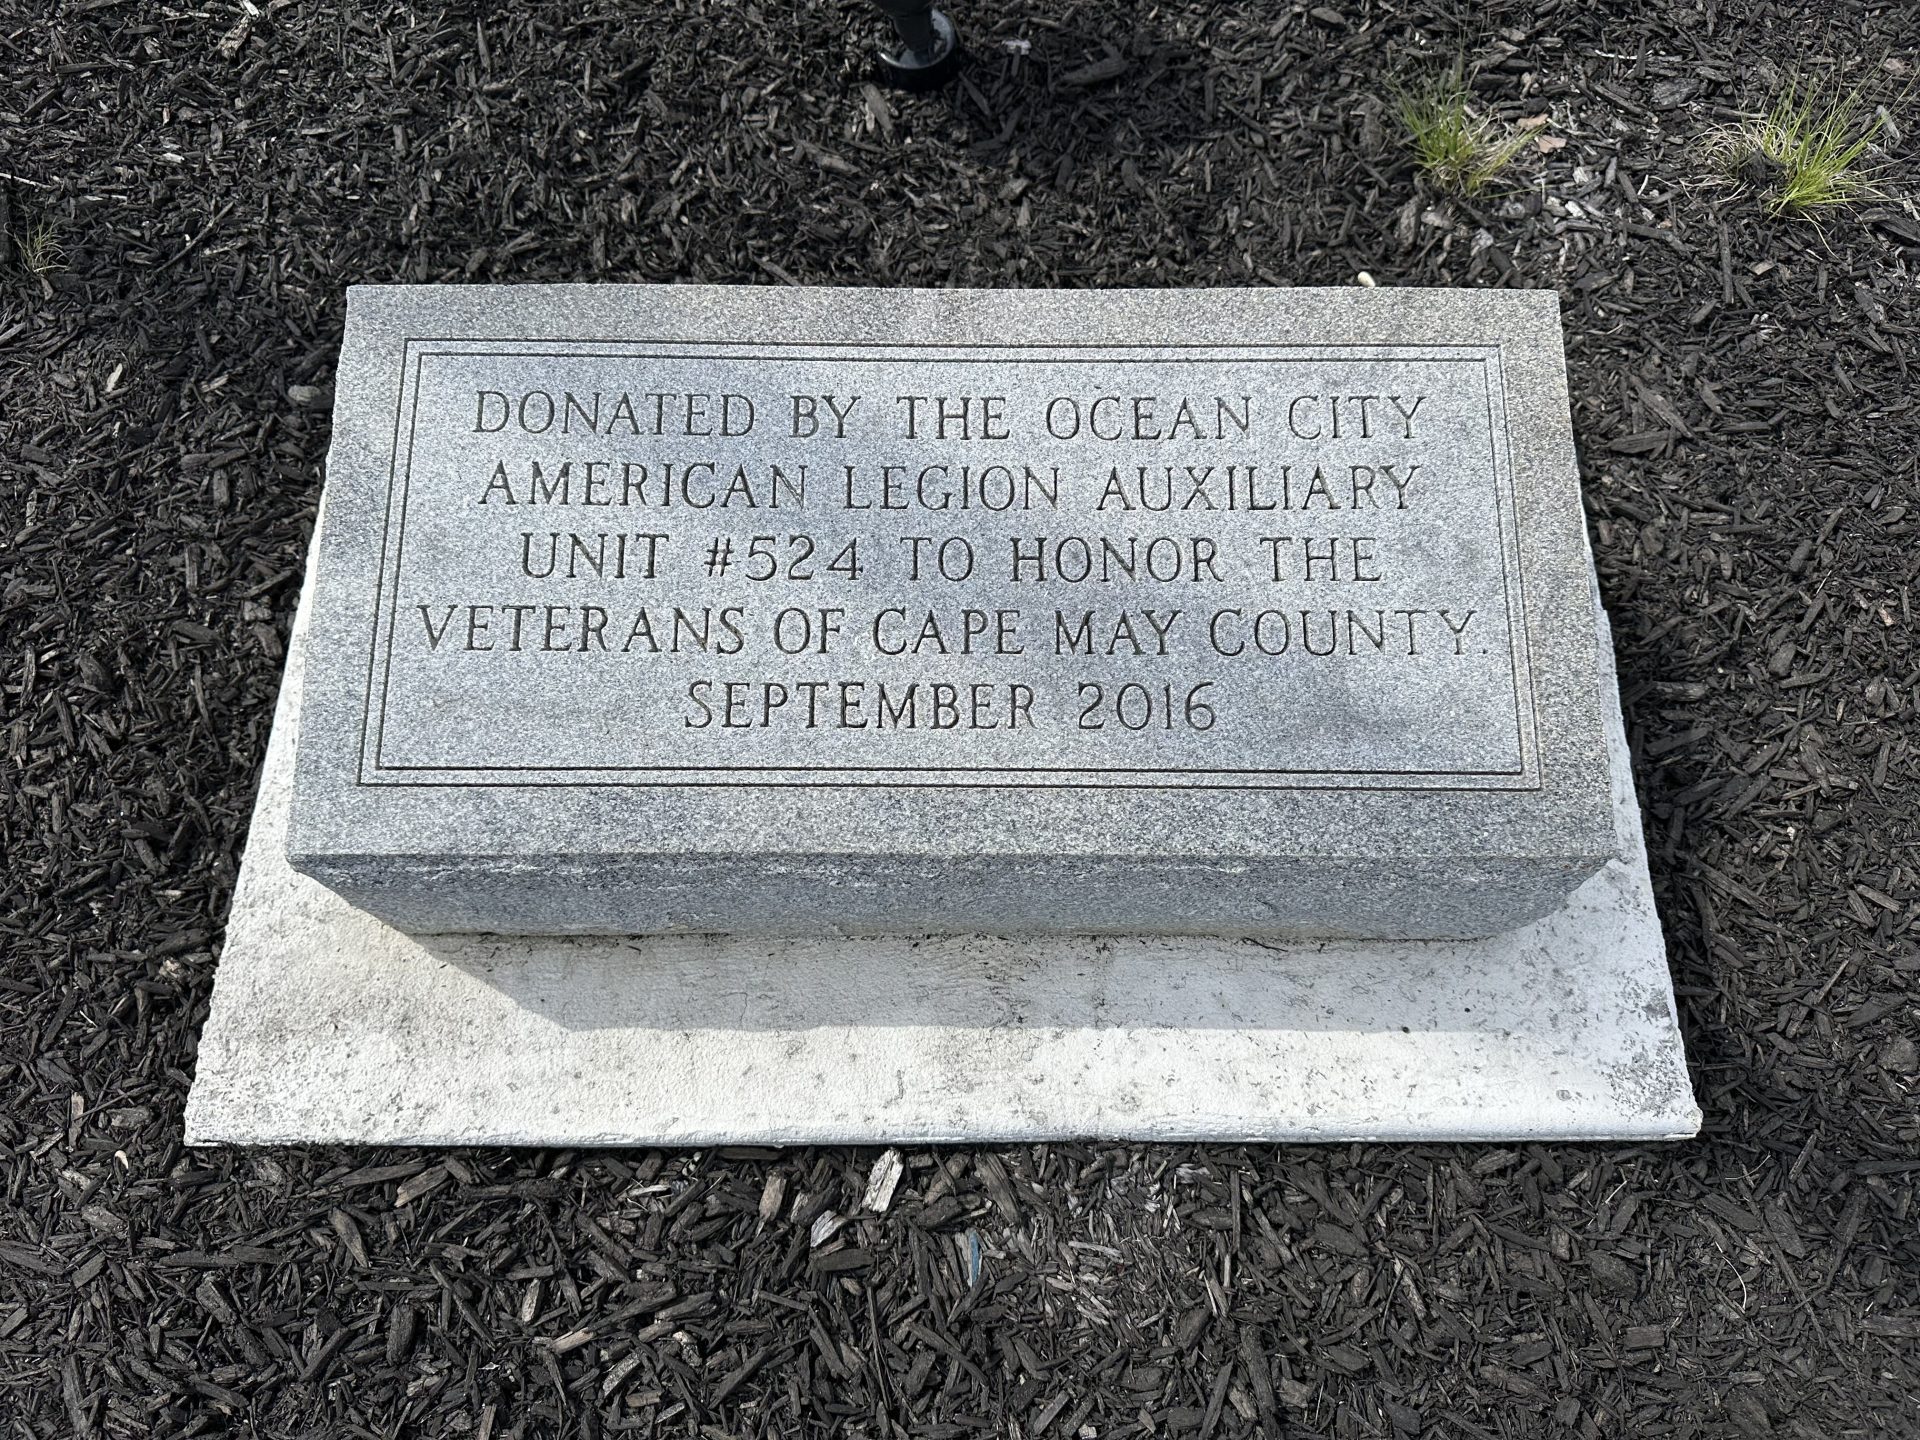 DONATED BY THE OCEAN CITY
AMERICAN LEGION AUXILIARY
UNIT #524 TO HONOR THE
VETERANS OF CAPE MAY COUNTY.
SEPTEMBER 2016